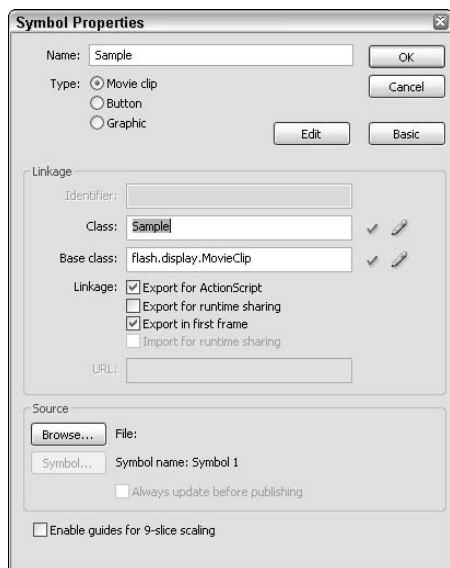 Symbol Properties
Name: Sample
OK
Type: Movie clip
Cancel
Button
Graphic
Edit
Basic
Linkage
Identifier:
Class: Sample
Base class: flash.display.MovieClip
Linkage: Export for ActionScript
Export for runtime sharing
Export in first frame
Import for runtime sharing
URL:
Source
Browse... File:
Symbol... Symbol name: Symbol 1
Always update before publishing
Enable guides for 9-slice scaling